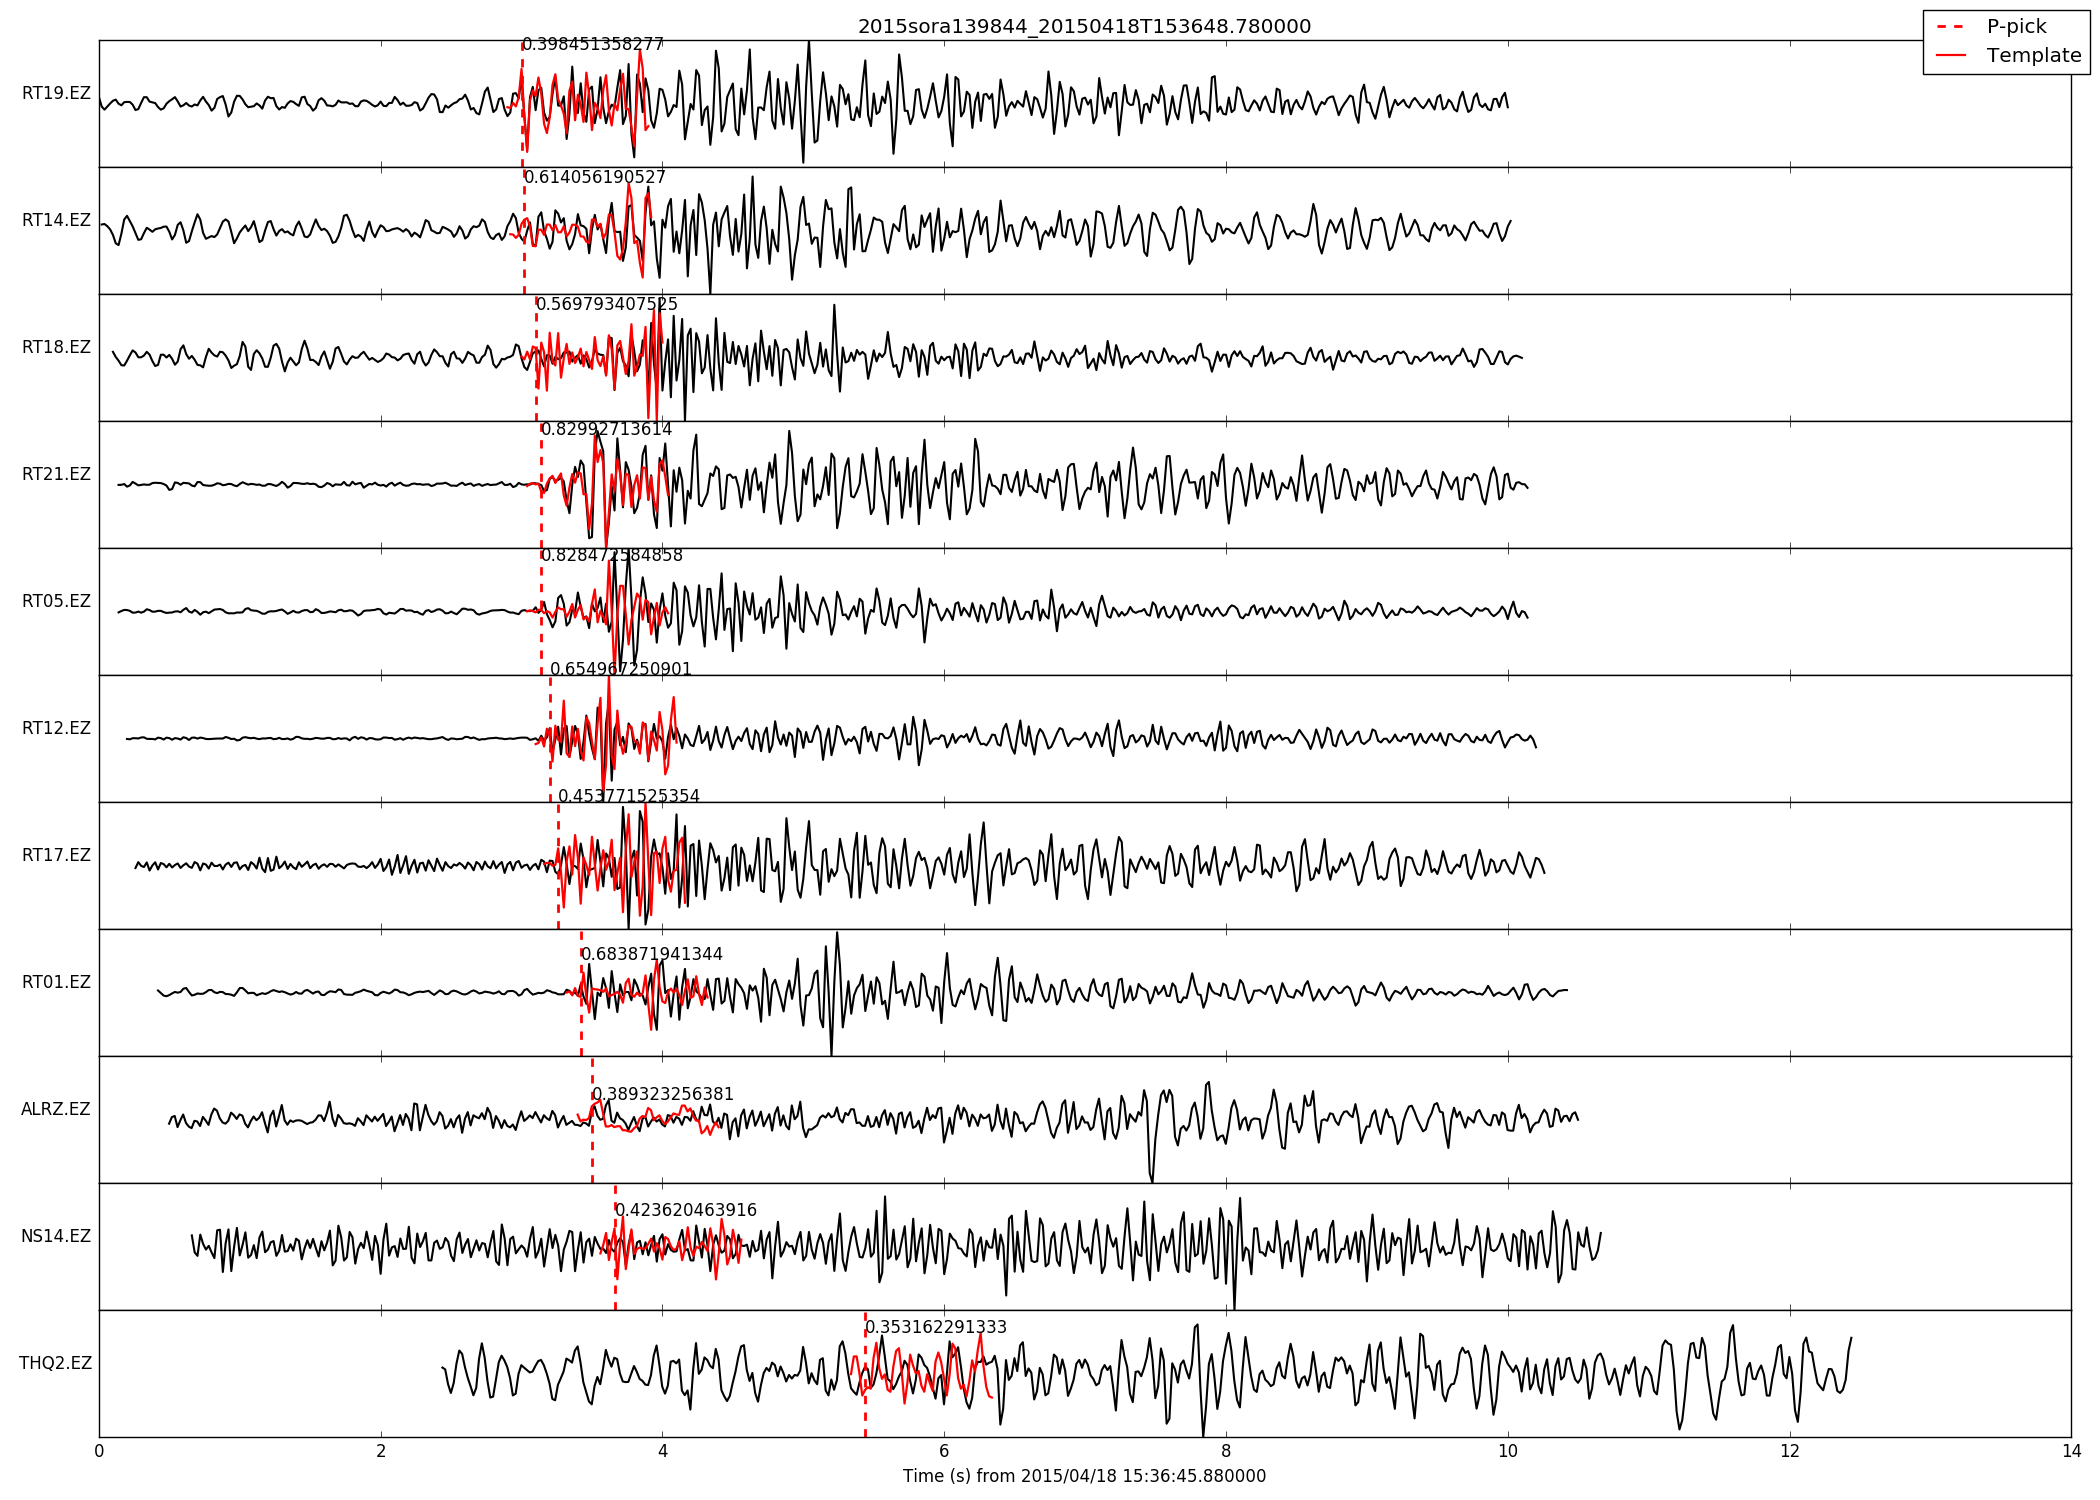 2015sora139844_20150418T153648.780000
P-pick
Template
RT19.EZ
0.398451358277
RT14.EZ
0.614056190527
RT18.EZ
0.569793407525
RT21.EZ
0.82992713614
RT05.EZ
0.828472584858
RT12.EZ
0.654967250901
RT17.EZ
0.453771525354
RT01.EZ
0.683871941344
ALRZ.EZ
0.389323256381
NS14.EZ
0.423620463916
THQ2.EZ
0.353162291333
0 2 4 6 8 10 12 14
Time (s) from 2015/04/18 15:36:45.880000